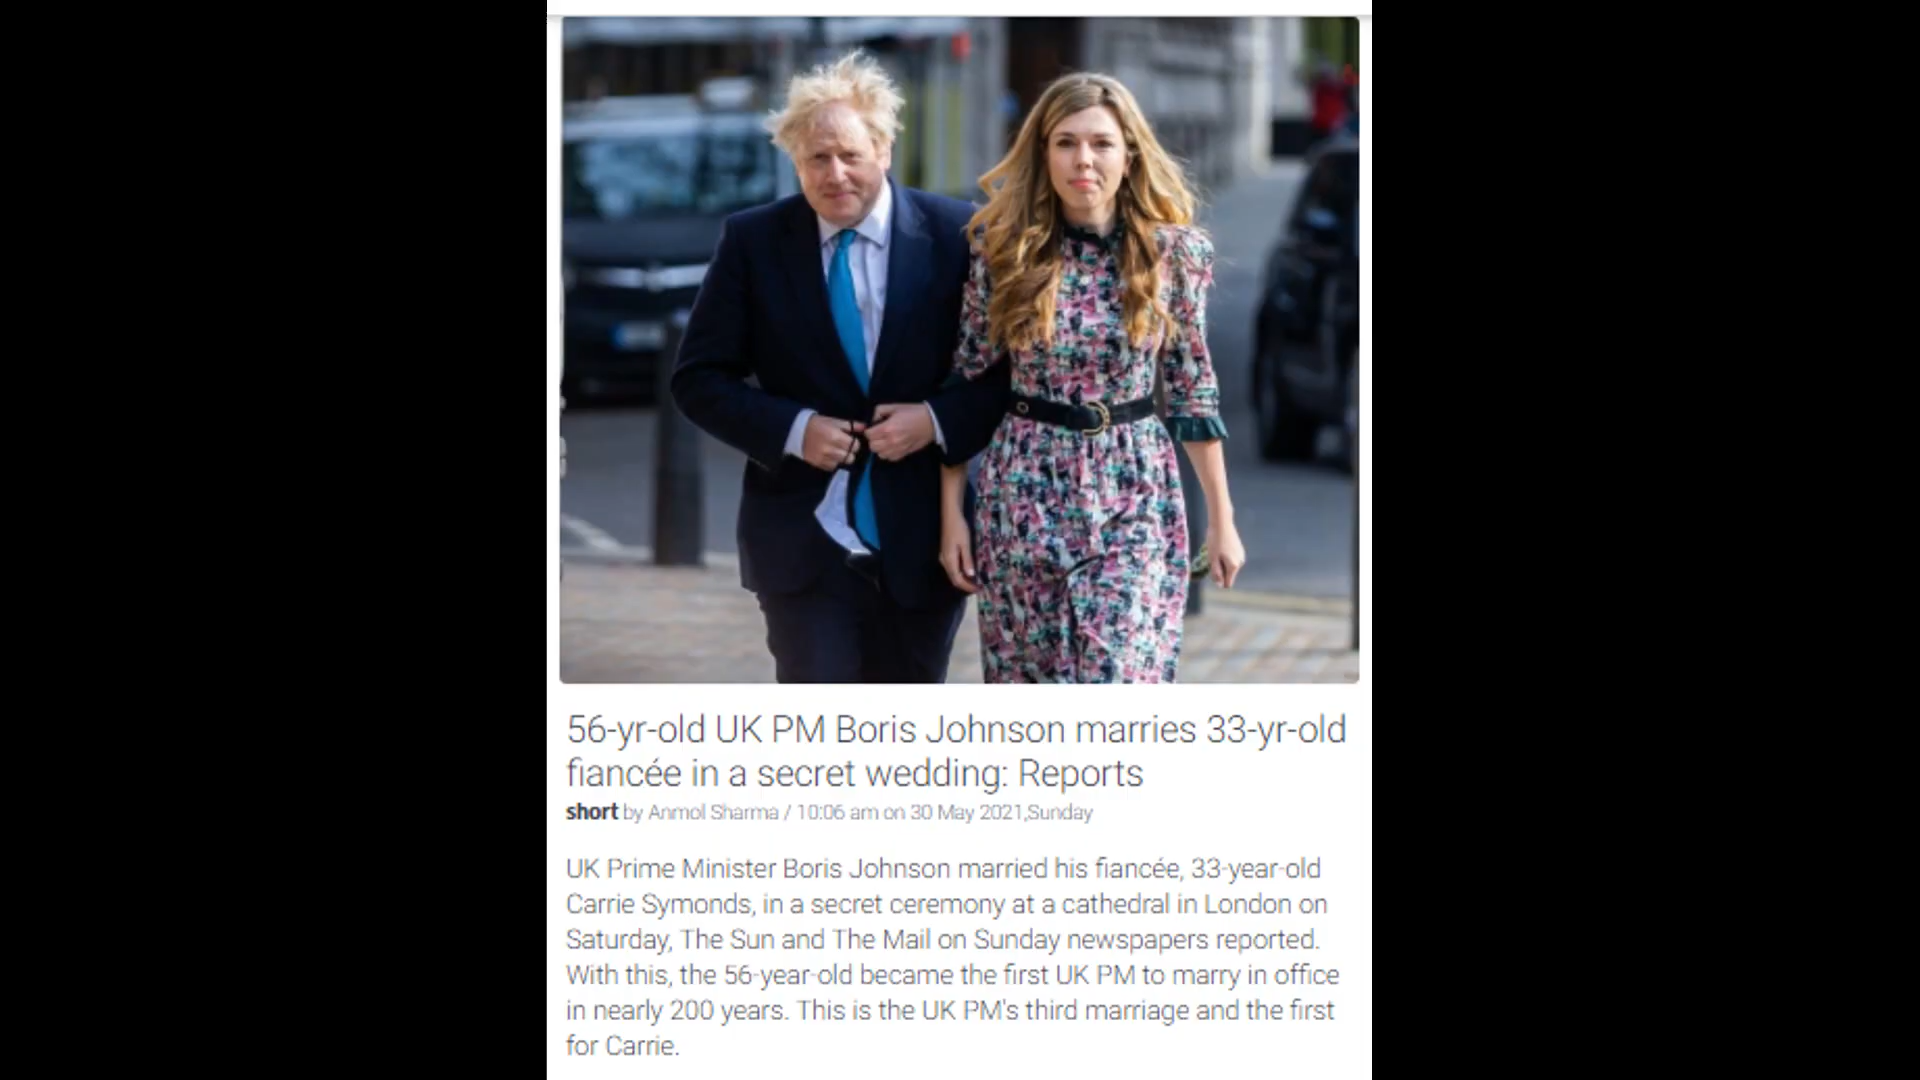 56-yr-old UK PM Boris Johnson marries 33-yr-old
fiancée in a secret wedding: Reports
short by Anmol Sharma / 10:06 am on 30 May 2021,Sunday
UK Prime Minister Boris Johnson married his fiancée, 33-year-old
Carrie Symonds, in a secret ceremony at a cathedral in London on
Saturday, The Sun and The Mail on Sunday newspapers reported.
With this, the 56-year-old became the first UK PM to marry in office
in nearly 200 years. This is the UK PM's third marriage and the first
for Carrie.